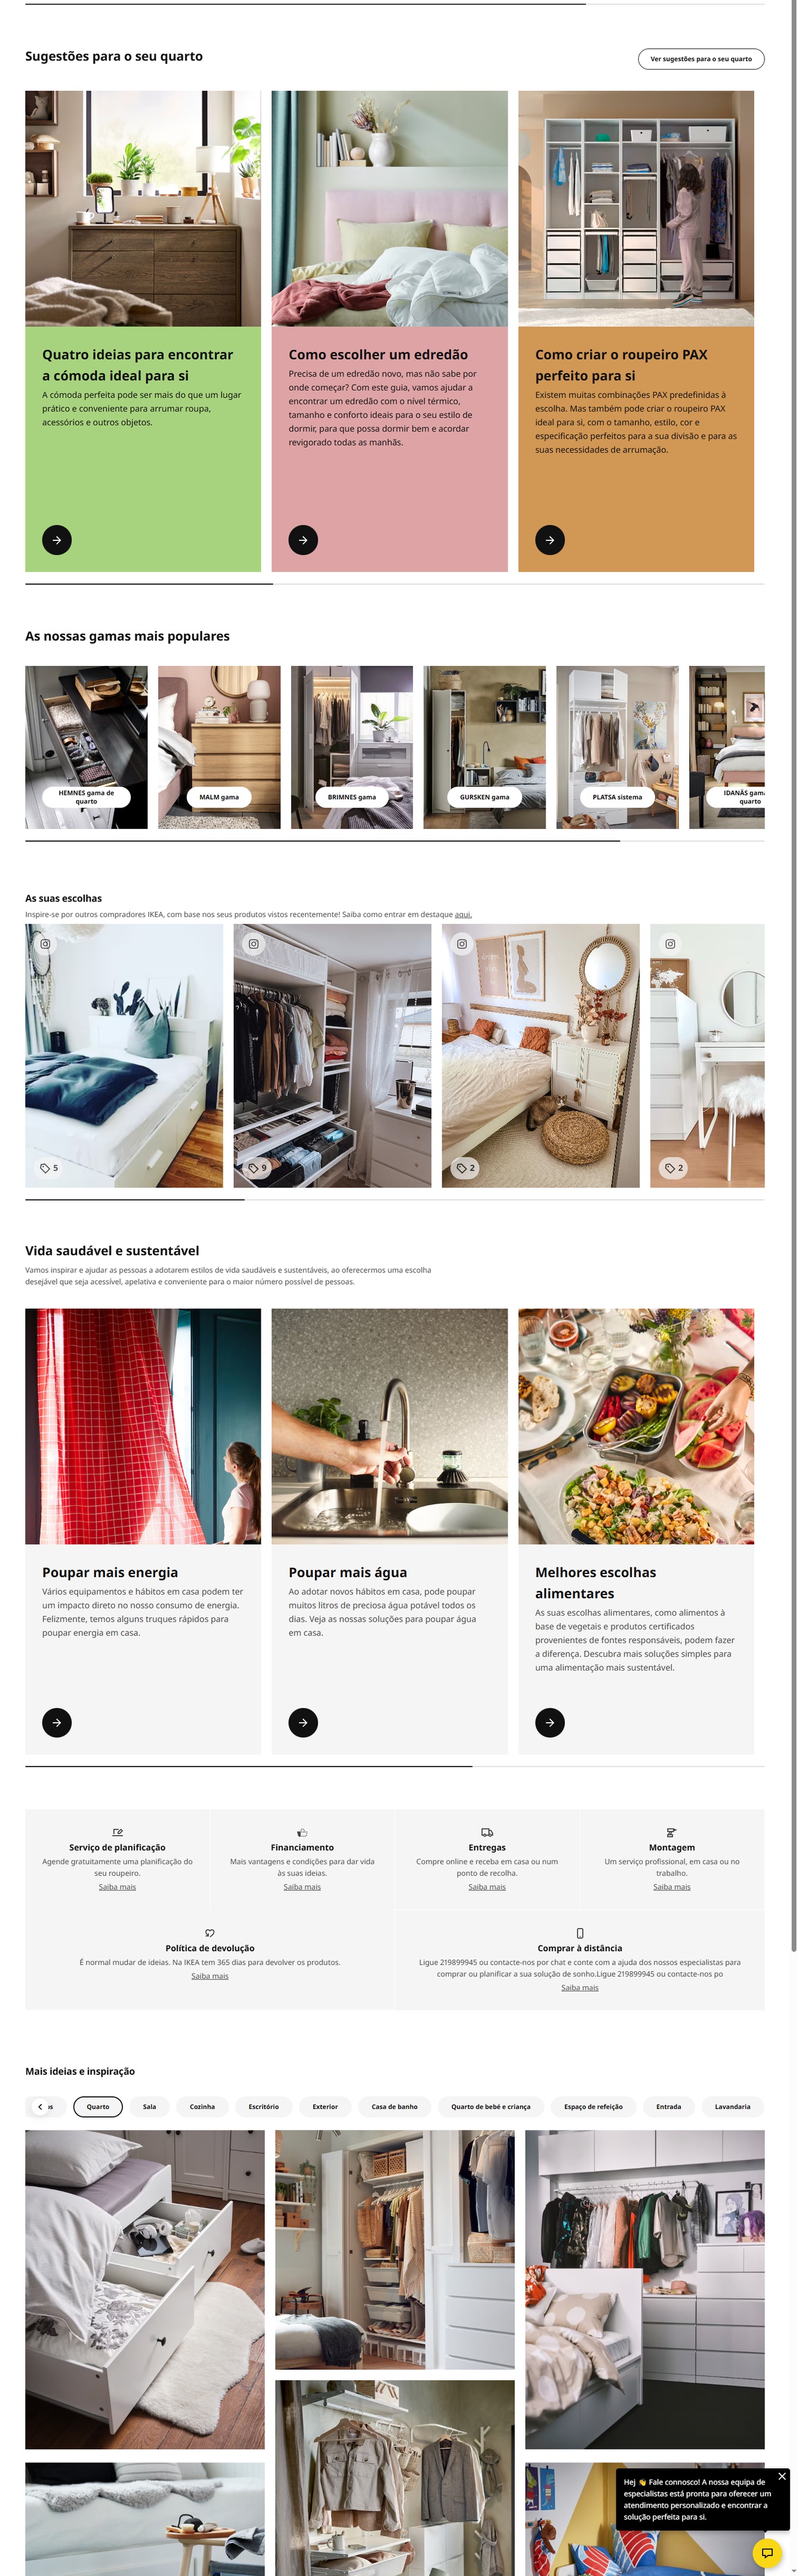 Sugestões para o seu quarto
Ver sugestões para o seu quarto
Quatro ideias para encontrar
a cómoda ideal para si
A cómoda perfeita pode ser mais do que um lugar
prático e conveniente para arrumar roupa,
acessórios e outros objetos.
Como escolher um edredão
Precisa de um edredão novo, mas não sabe por
onde começar? Com este guia, vamos ajudar a
encontrar um edredão com o nível térmico,
tamanho e conforto ideais para o seu estilo de
dormir, para que possa dormir bem e acordar
revigorado todas as manhãs.
Como criar o roupeiro PAX
perfeito para si
Existem muitas combinações PAX predefinidas à
escolha. Mas também pode criar o roupeiro PAX
ideal para si, com o tamanho, estilo, cor e
especificação perfeitos para a sua divisão e para as
suas necessidades de arrumação.
As nossas gamas mais populares
HEMNES gama de
quarto
MALM gama
BRIMNES gama
GURSKEN gama
PLATSA sistema
IDANÄS gam
quarto
As suas escolhas
Inspire-se por outros compradores IKEA, com base nos seus produtos vistos recentemente! Saiba como entrar em destaque aqui.
5
9
2
2
Vida saudável e sustentável
Vamos inspirar e ajudar as pessoas a adotarem estilos de vida saudáveis e sustentáveis, ao oferecermos uma escolha
desejável que seja acessível, apelativa e conveniente para o maior número possível de pessoas.
Poupar mais energia
Vários equipamentos e hábitos em casa podem ter
um impacto direto no nosso consumo de energia.
Felizmente, temos alguns truques rápidos para
poupar energia em casa.
Poupar mais água
Ao adotar novos hábitos em casa, pode poupar
muitos litros de preciosa água potável todos os
dias. Veja as nossas soluções para poupar água
em casa.
Melhores escolhas
alimentares
As suas escolhas alimentares, como alimentos à
base de vegetais e produtos certificados
provenientes de fontes responsáveis, podem fazer
a diferença. Descubra mais soluções simples para
uma alimentação mais sustentável.
Serviço de planificação
Agende gratuitamente uma planificação do
seu roupeiro.
Saiba mais
Financiamento
Mais vantagens e condições para dar vida
às suas ideias.
Saiba mais
Entregas
Compre online e receba em casa ou num
ponto de recolha.
Saiba mais
Montagem
Um serviço profissional, em casa ou no
trabalho.
Saiba mais
Política de devolução
É normal mudar de ideias. Na IKEA tem 365 dias para devolver os produtos.
Saiba mais
Comprar à distância
Ligue 219899945 ou contacte-nos por chat e conte com a ajuda dos nossos especialistas para
comprar ou planificar a sua solução de sonho.Ligue 219899945 ou contacte-nos po
Saiba mais
Mais ideias e inspiração
os
Quarto
Sala
Cozinha
Escritório
Exterior
Casa de banho
Quarto de bebé e criança
Espaço de refeição
Entrada
Lavandaria
Hej 👋 Fale connosco! A nossa equipa de
especialistas está pronta para oferecer um
atendimento personalizado e encontrar a
solução perfeita para si.